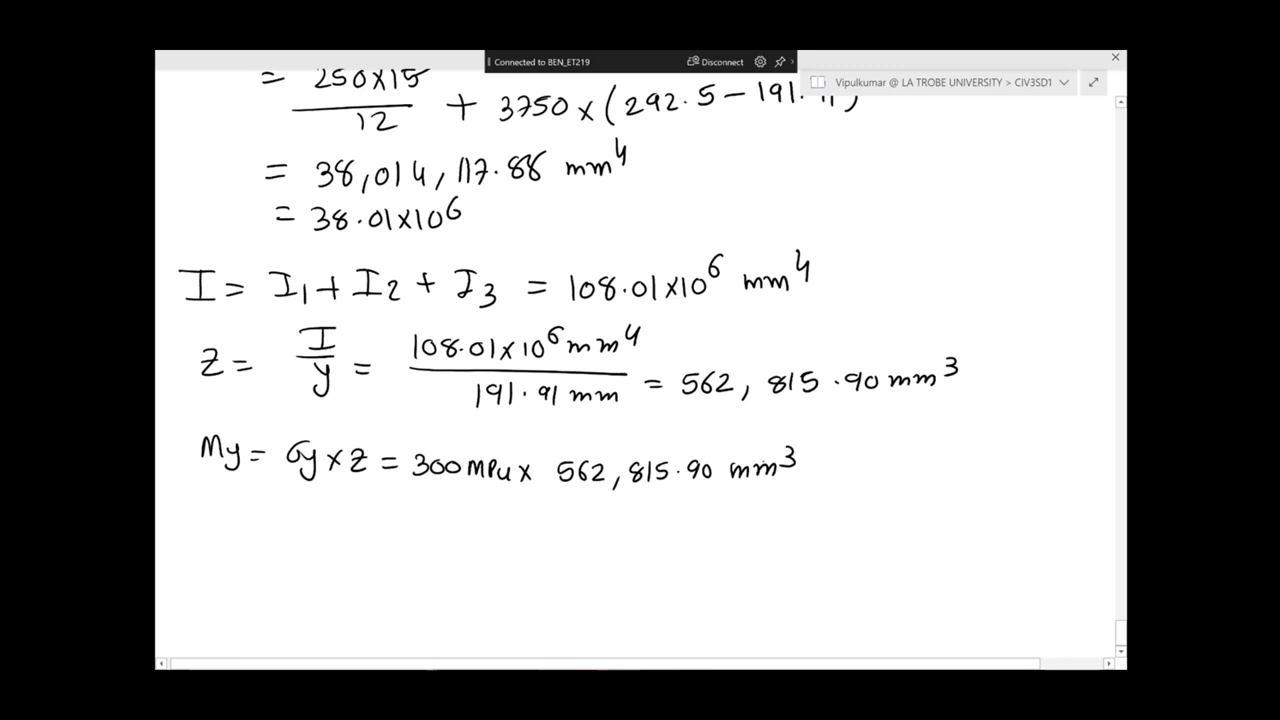 Connected to BEN_ET219
Disconnect
Vipulkumar @ LA TROBE UNIVERSITY > CIV3SD1
= 250x15 / 12 + 3750 x (292.5 - 191.
= 38,014,117.88 mm⁴
= 38.01x10⁶
I = I₁ + I₂ + I₃ = 108.01x10⁶ mm⁴
Z = I / y = 108.01x10⁶ mm⁴ / 191.91 mm = 562,815.90 mm³
My = σy x Z = 300 MPa x 562,815.90 mm³